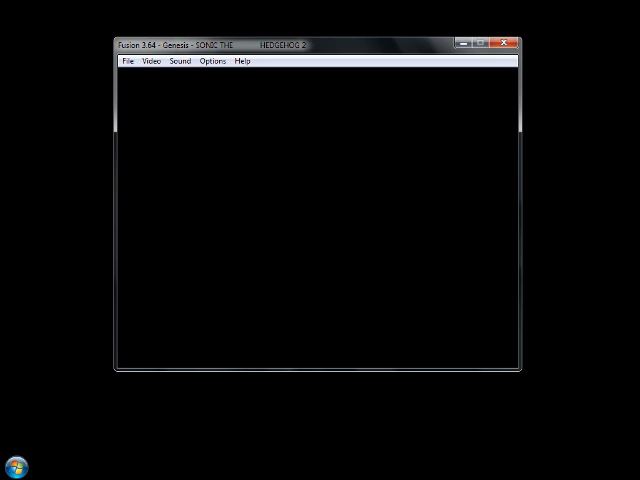 Fusion 3.64 - Genesis - SONIC THE HEDGEHOG 2
File Video Sound Options Help